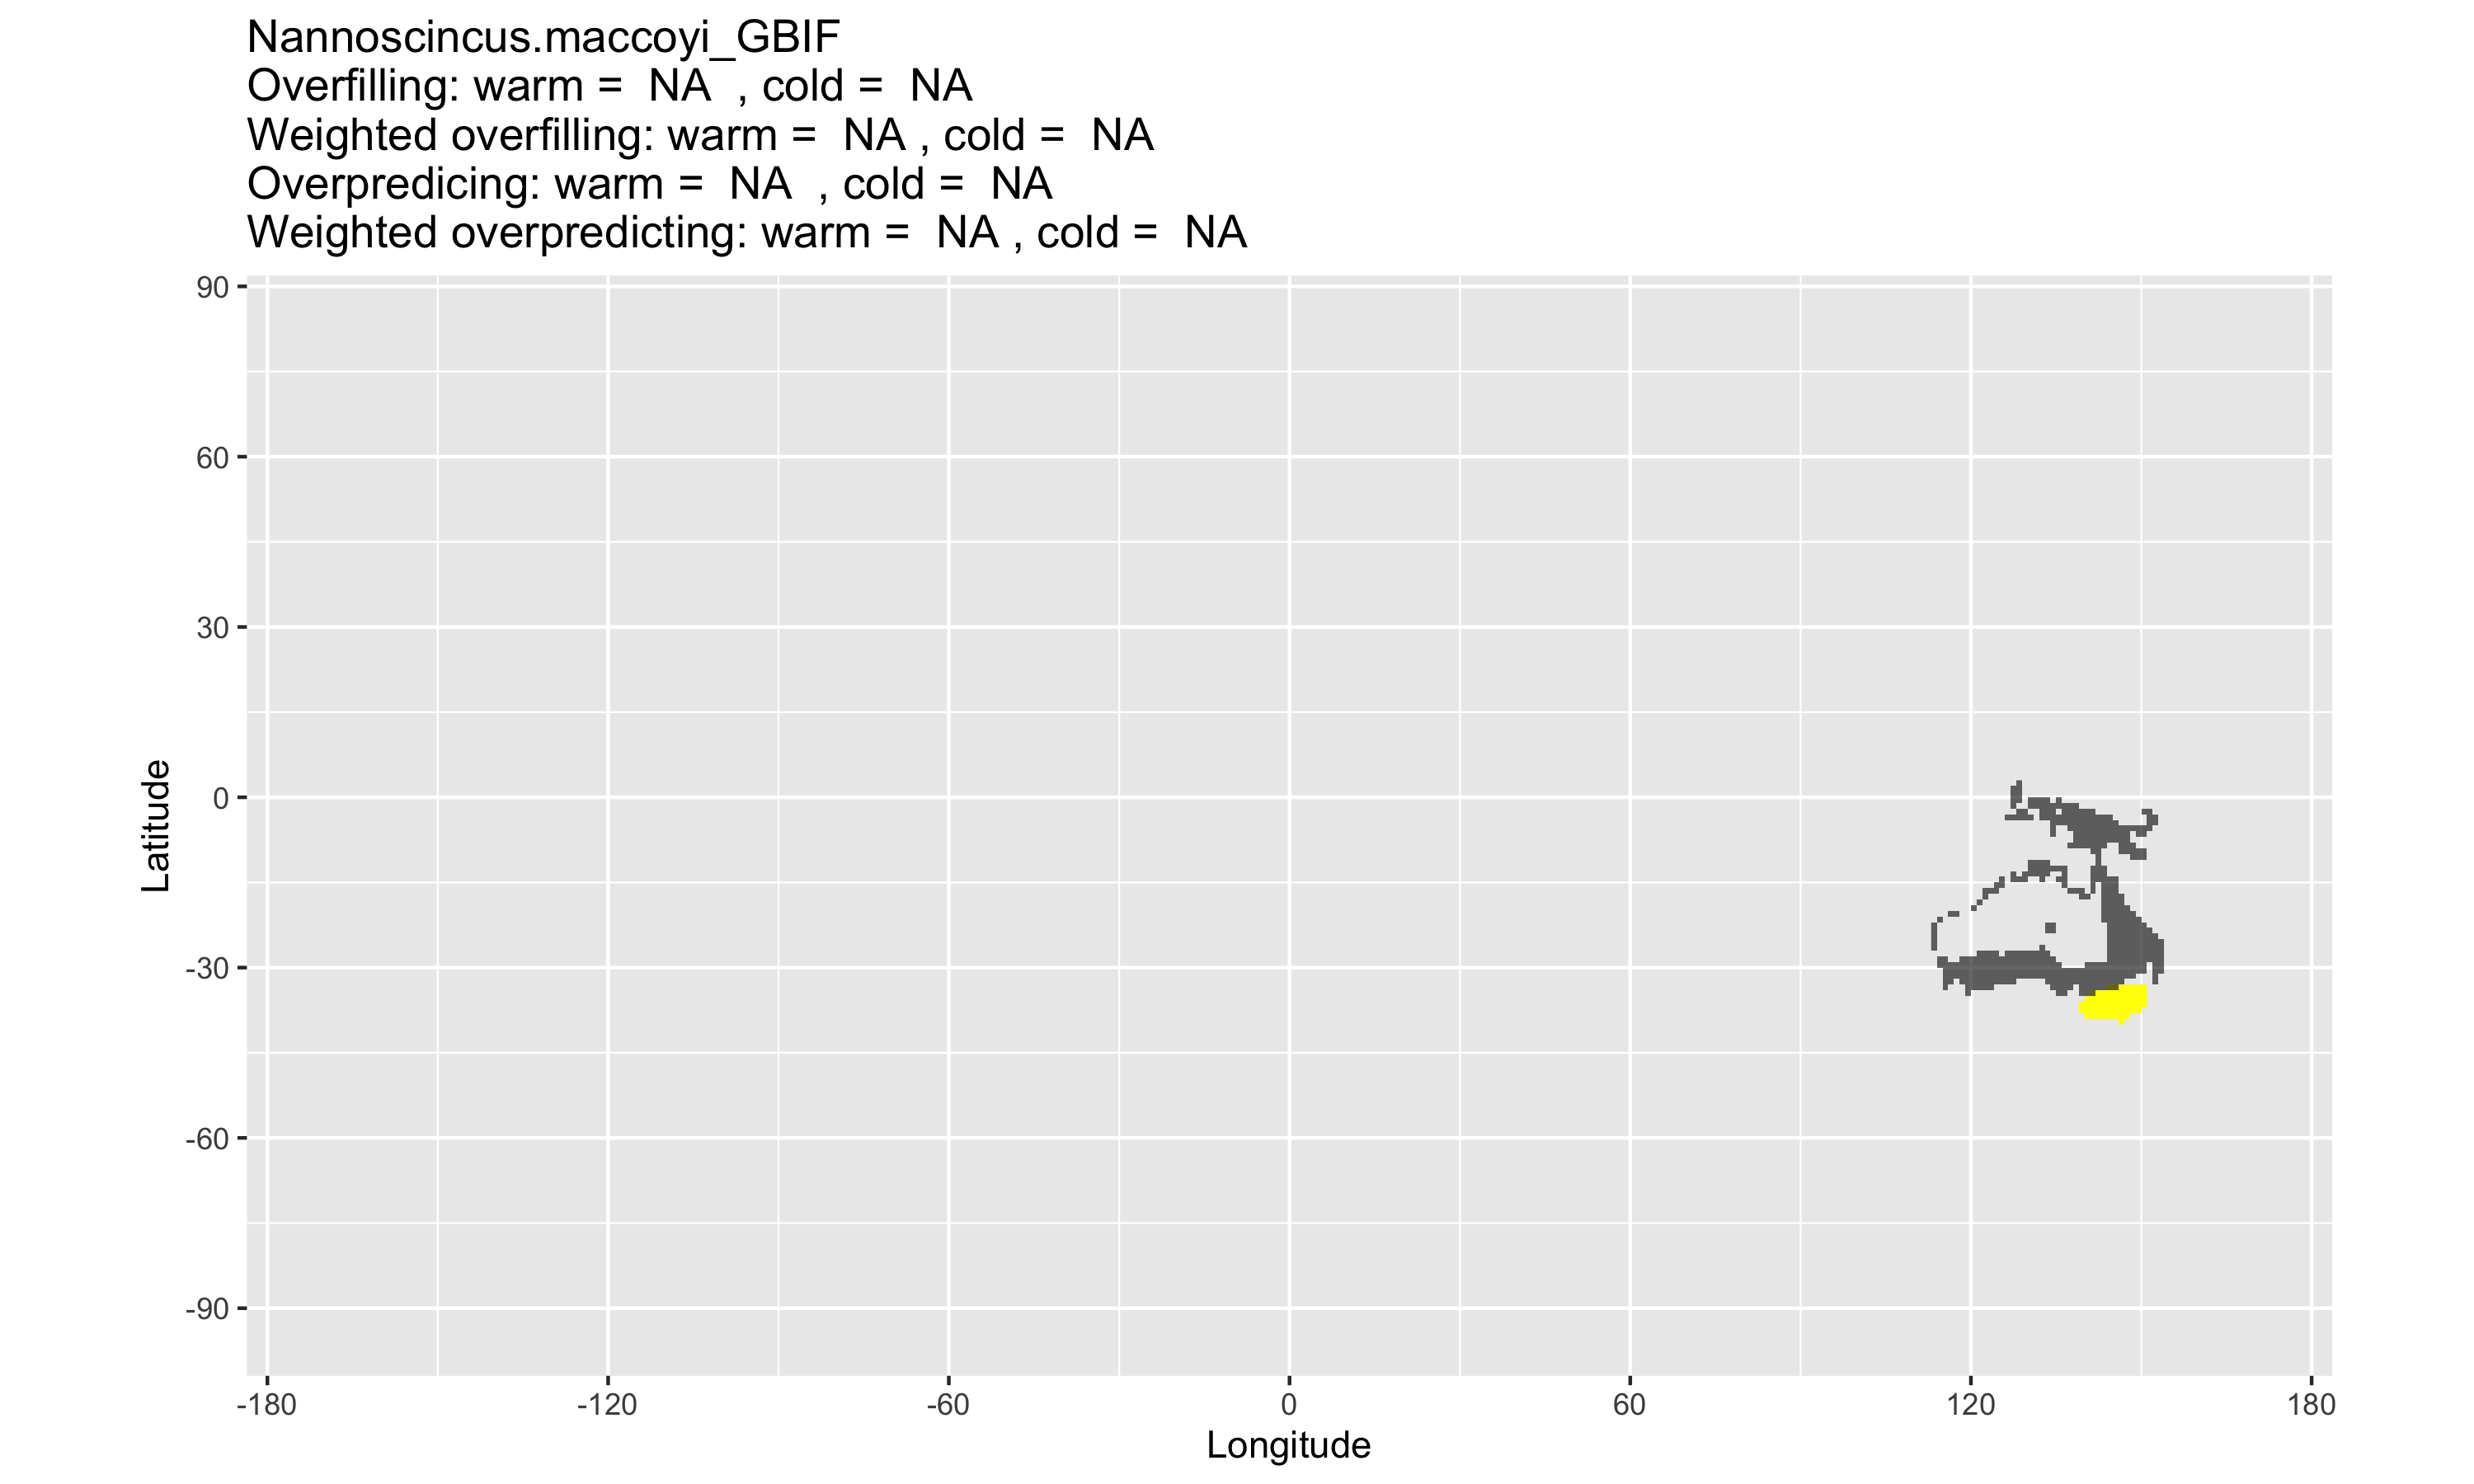 Nannoscincus.maccoyi_GBIF
Overfilling: warm =  NA  , cold =  NA
Weighted overfilling: warm =  NA , cold =  NA
Overpredicing: warm =  NA  , cold =  NA
Weighted overpredicting: warm =  NA , cold =  NA
90
60
30
0
-30
-60
-90
Latitude
-180
-120
-60
0
60
120
180
Longitude